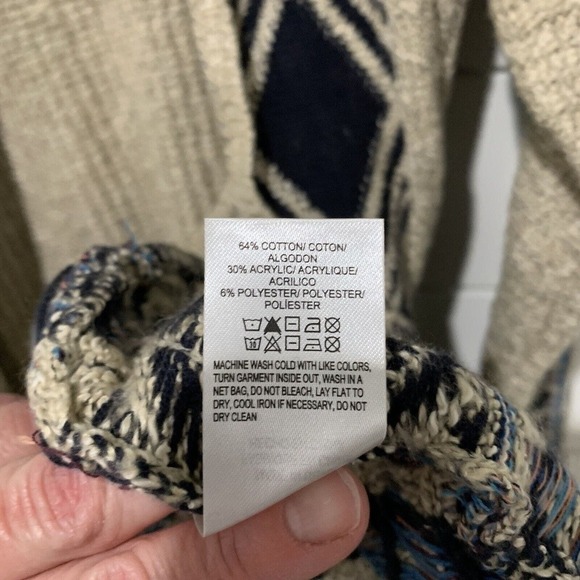 64% COTTON/ COTON/
ALGODON
30% ACRYLIC/ ACRYLIQUE/
ACRILICO
6% POLYESTER/ POLYESTER/
POLÍESTER
30
MACHINE WASH COLD WITH LIKE COLORS,
TURN GARMENT INSIDE OUT, WASH IN A
NET BAG, DO NOT BLEACH, LAY FLAT TO
DRY, COOL IRON IF NECESSARY, DO NOT
DRY CLEAN